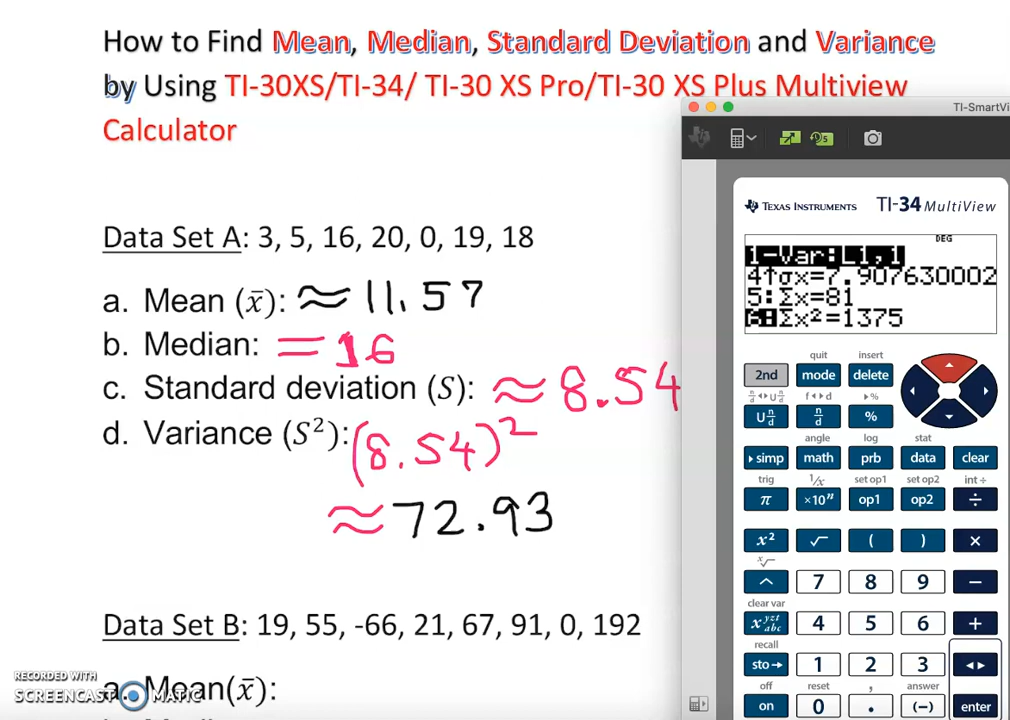 How to Find Mean, Median, Standard Deviation and Variance
by Using TI-30XS/TI-34/ TI-30 XS Pro/TI-30 XS Plus Multiview
Calculator
TI-SmartVi
Data Set A: 3, 5, 16, 20, 0, 19, 18
a. Mean (x̄): ≈ 11.57
b. Median: = 16
c. Standard deviation (S): ≈ 8.54
d. Variance (S²): (8.54)²
≈ 72.93
Data Set B: 19, 55, -66, 21, 67, 91, 0, 192
a. Mean(x̄):
RECORDED WITH
SCREENCAST MATIC
TEXAS INSTRUMENTS TI-34 MultiView
DEG
1-Var:L1,1
4↑σx=7.907630002
5:Σx=81
6:Σx²=1375
quit insert
2nd mode delete
n/d ◂▸ U n/d f ◂▸ d ▸%
U n/d n/d %
angle log stat
▸simp math prb data clear
trig 1/x set op1 set op2 int ÷
π ×10ⁿ op1 op2 ÷
x² √ ( ) ×
ˣ√
^ 7 8 9 −
clear var
x yzt abc 4 5 6 +
recall
sto→ 1 2 3 ◂▸
off reset , answer
on 0 . (−) enter